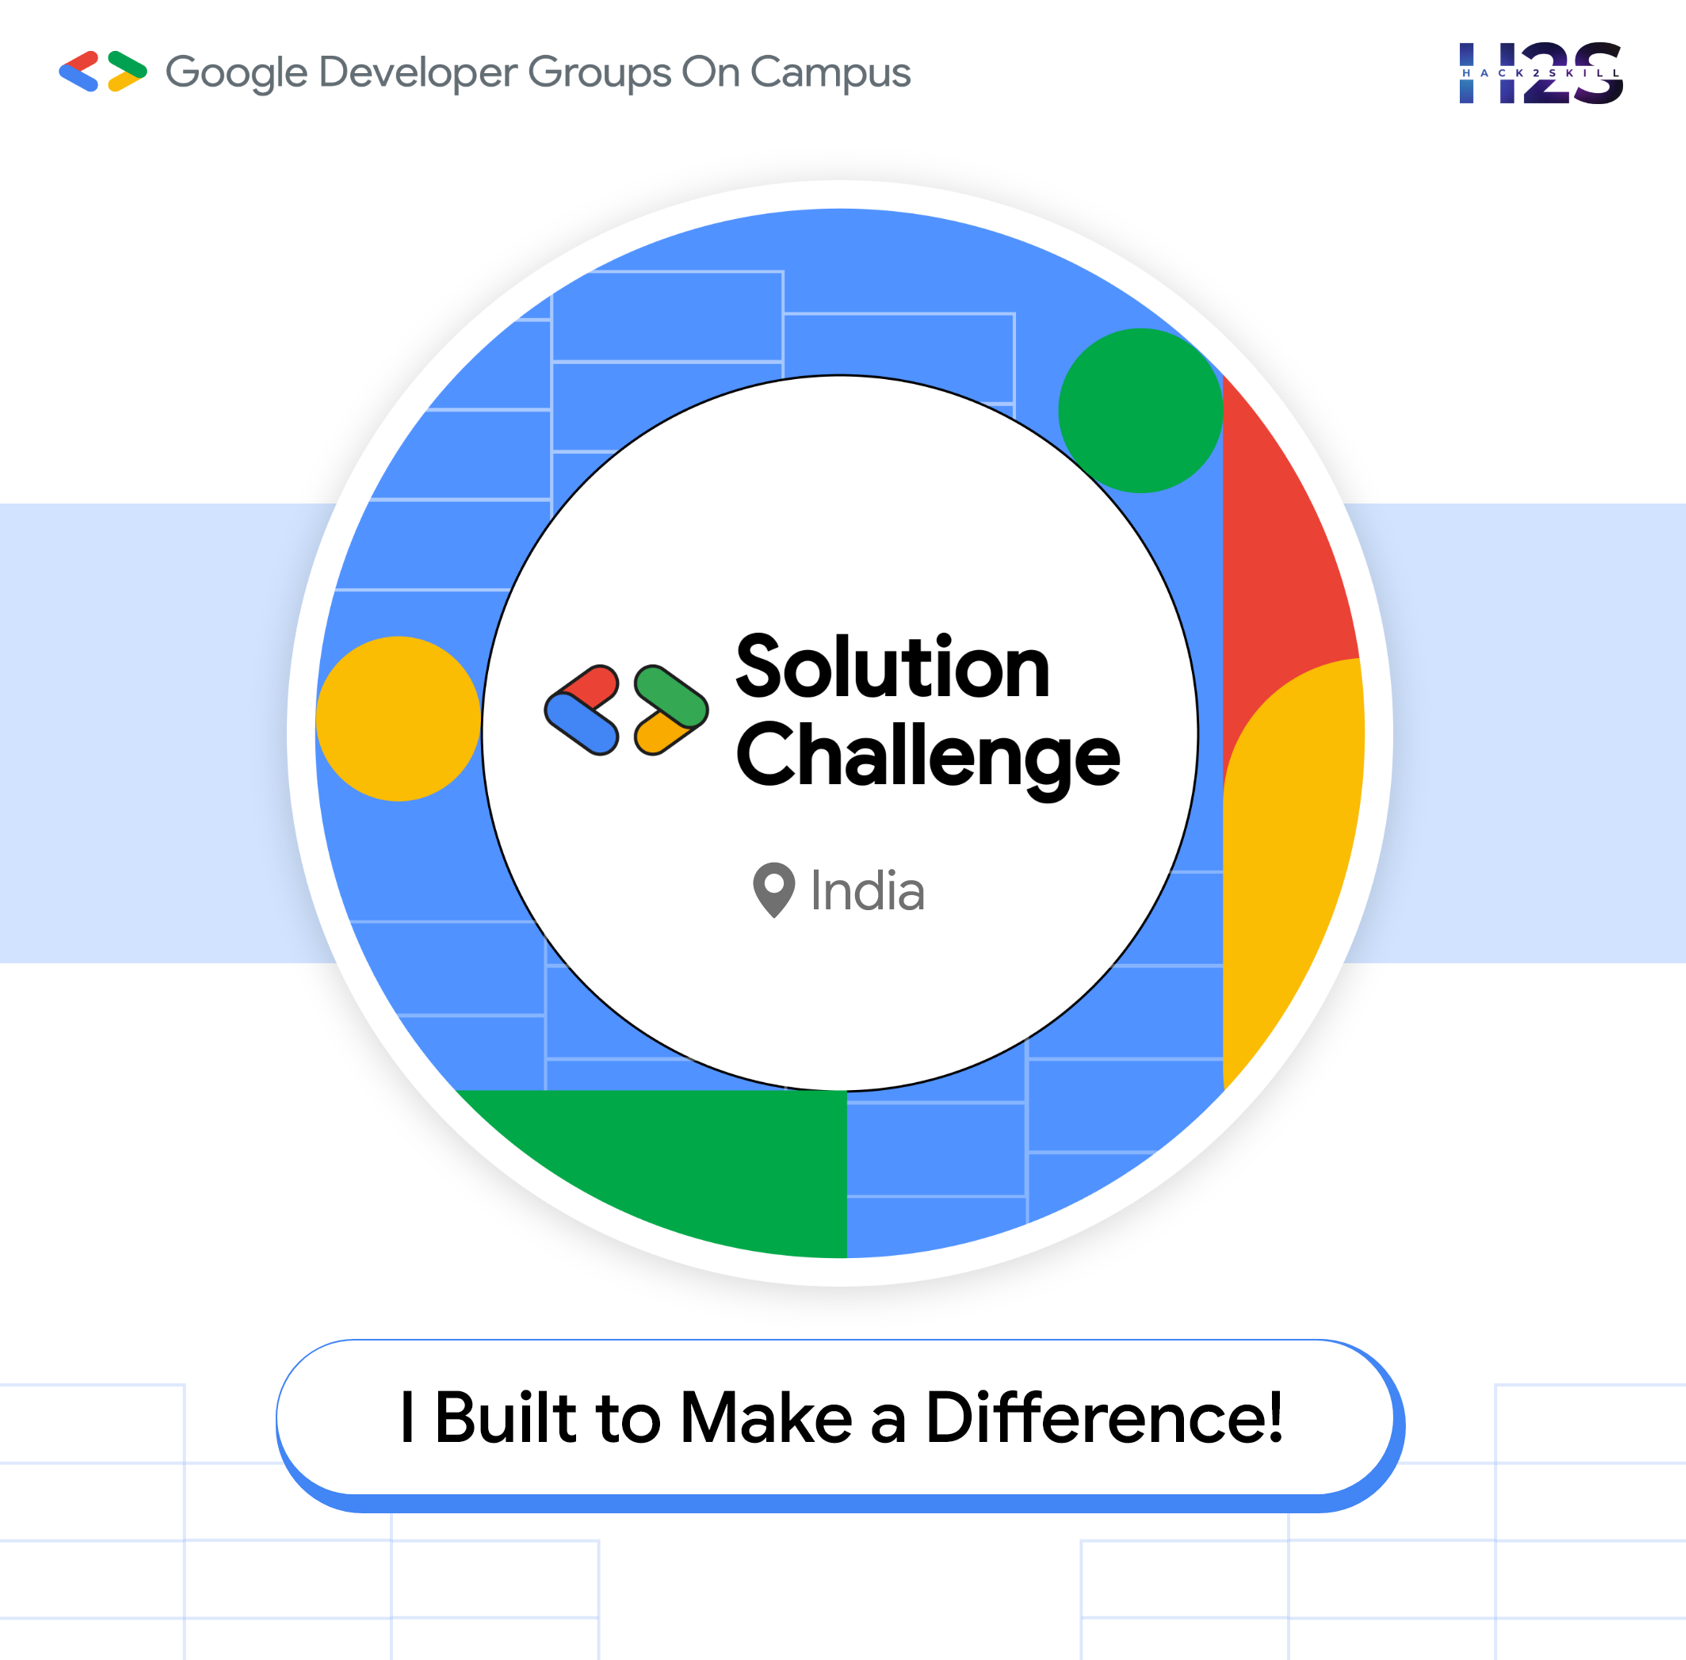 Google Developer Groups On Campus
H2S
HACK2SKILL
Solution
Challenge
India
I Built to Make a Difference!